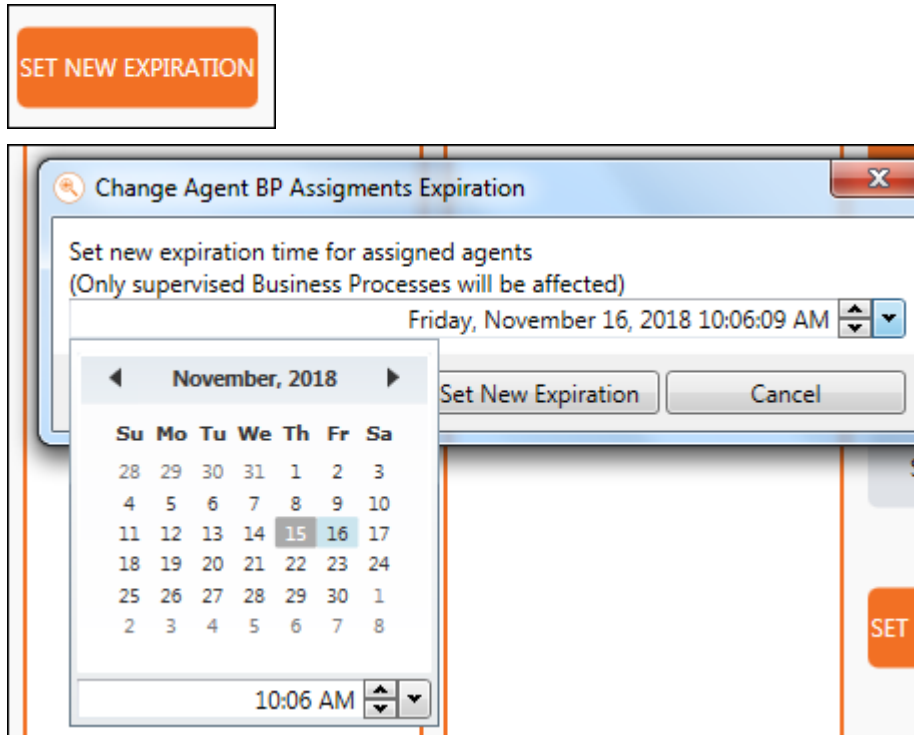 SET NEW EXPIRATION
Change Agent BP Assigments Expiration
X
Set new expiration time for assigned agents
(Only supervised Business Processes will be affected)
Friday, November 16, 2018 10:06:09 AM
November, 2018
Set New Expiration Cancel
Su Mo Tu We Th Fr Sa
28 29 30 31 1 2 3
4 5 6 7 8 9 10
11 12 13 14 15 16 17
18 19 20 21 22 23 24
25 26 27 28 29 30 1
2 3 4 5 6 7 8
SET
10:06 AM